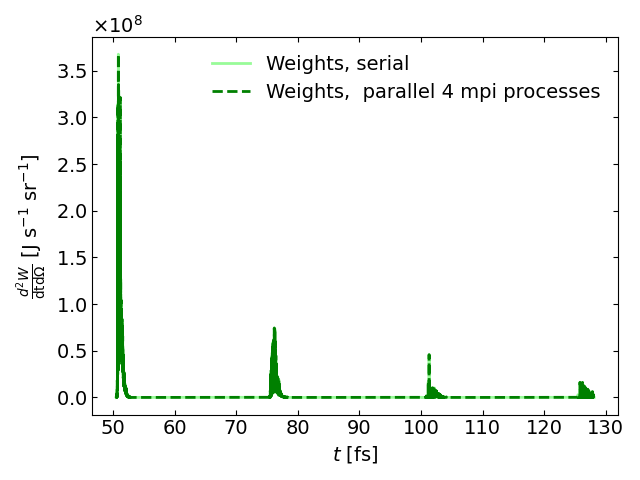 ×10⁸
Weights, serial
Weights,  parallel 4 mpi processes
3.5
3.0
2.5
2.0
1.5
1.0
0.5
0.0
d²W/dtdΩ [J s⁻¹ sr⁻¹]
50 60 70 80 90 100 110 120 130
t [fs]